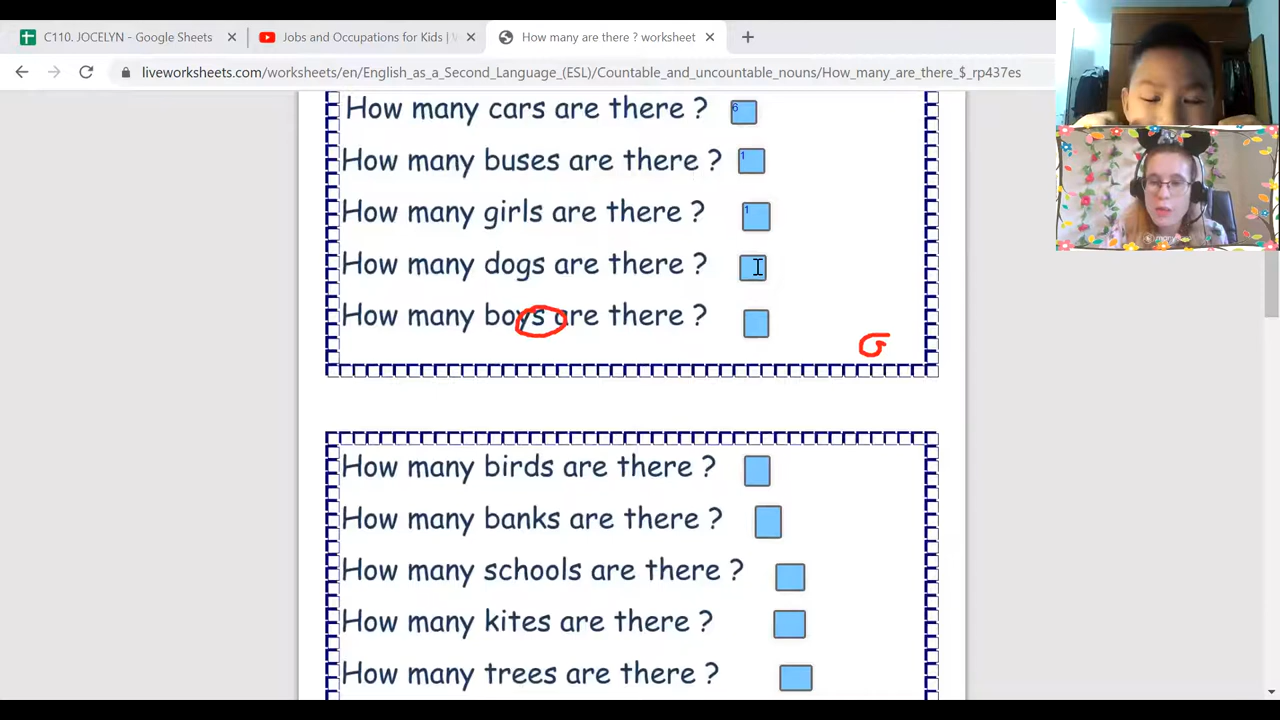 C110. JOCELYN - Google Sheets
Jobs and Occupations for Kids |
How many are there ? worksheet
liveworksheets.com/worksheets/en/English_as_a_Second_Language_(ESL)/Countable_and_uncountable_nouns/How_many_are_there_$_rp437es
How many cars are there ? 6
How many buses are there ? 1
How many girls are there ? 1
How many dogs are there ?
How many boys are there ?
How many birds are there ?
How many banks are there ?
How many schools are there ?
How many kites are there ?
How many trees are there ?